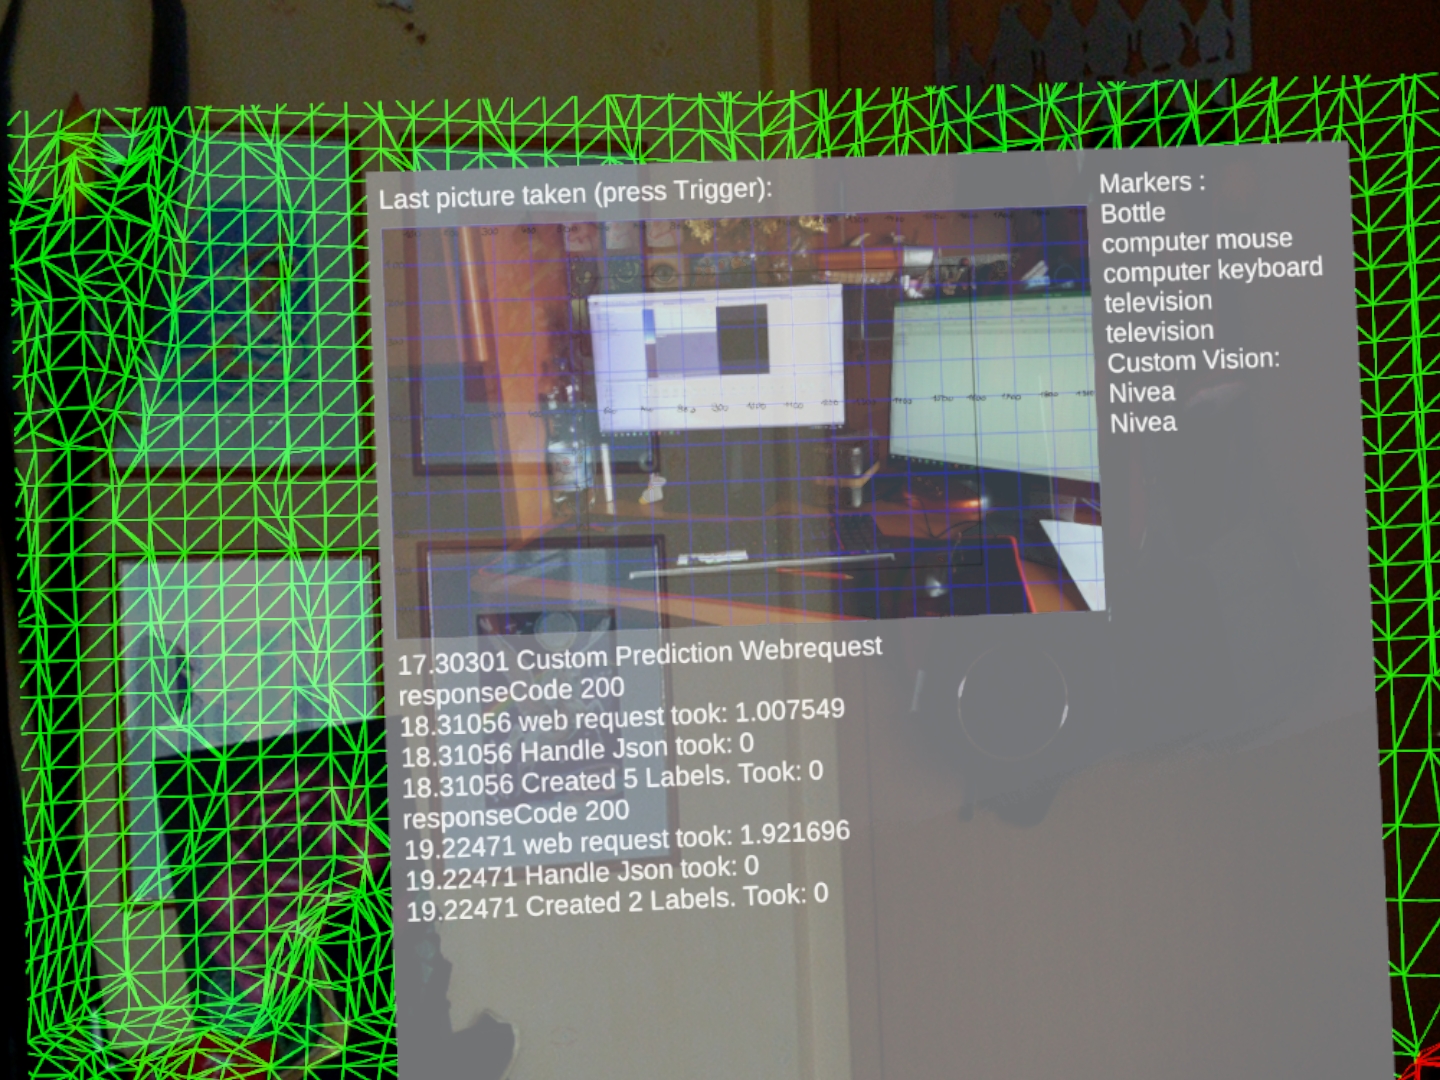 Last picture taken (press Trigger):
17.30301 Custom Prediction Webrequest
responseCode 200
18.31056 web request took: 1.007549
18.31056 Handle Json took: 0
18.31056 Created 5 Labels. Took: 0
responseCode 200
19.22471 web request took: 1.921696
19.22471 Handle Json took: 0
19.22471 Created 2 Labels. Took: 0
Markers :
Bottle
computer mouse
computer keyboard
television
television
Custom Vision:
Nivea
Nivea